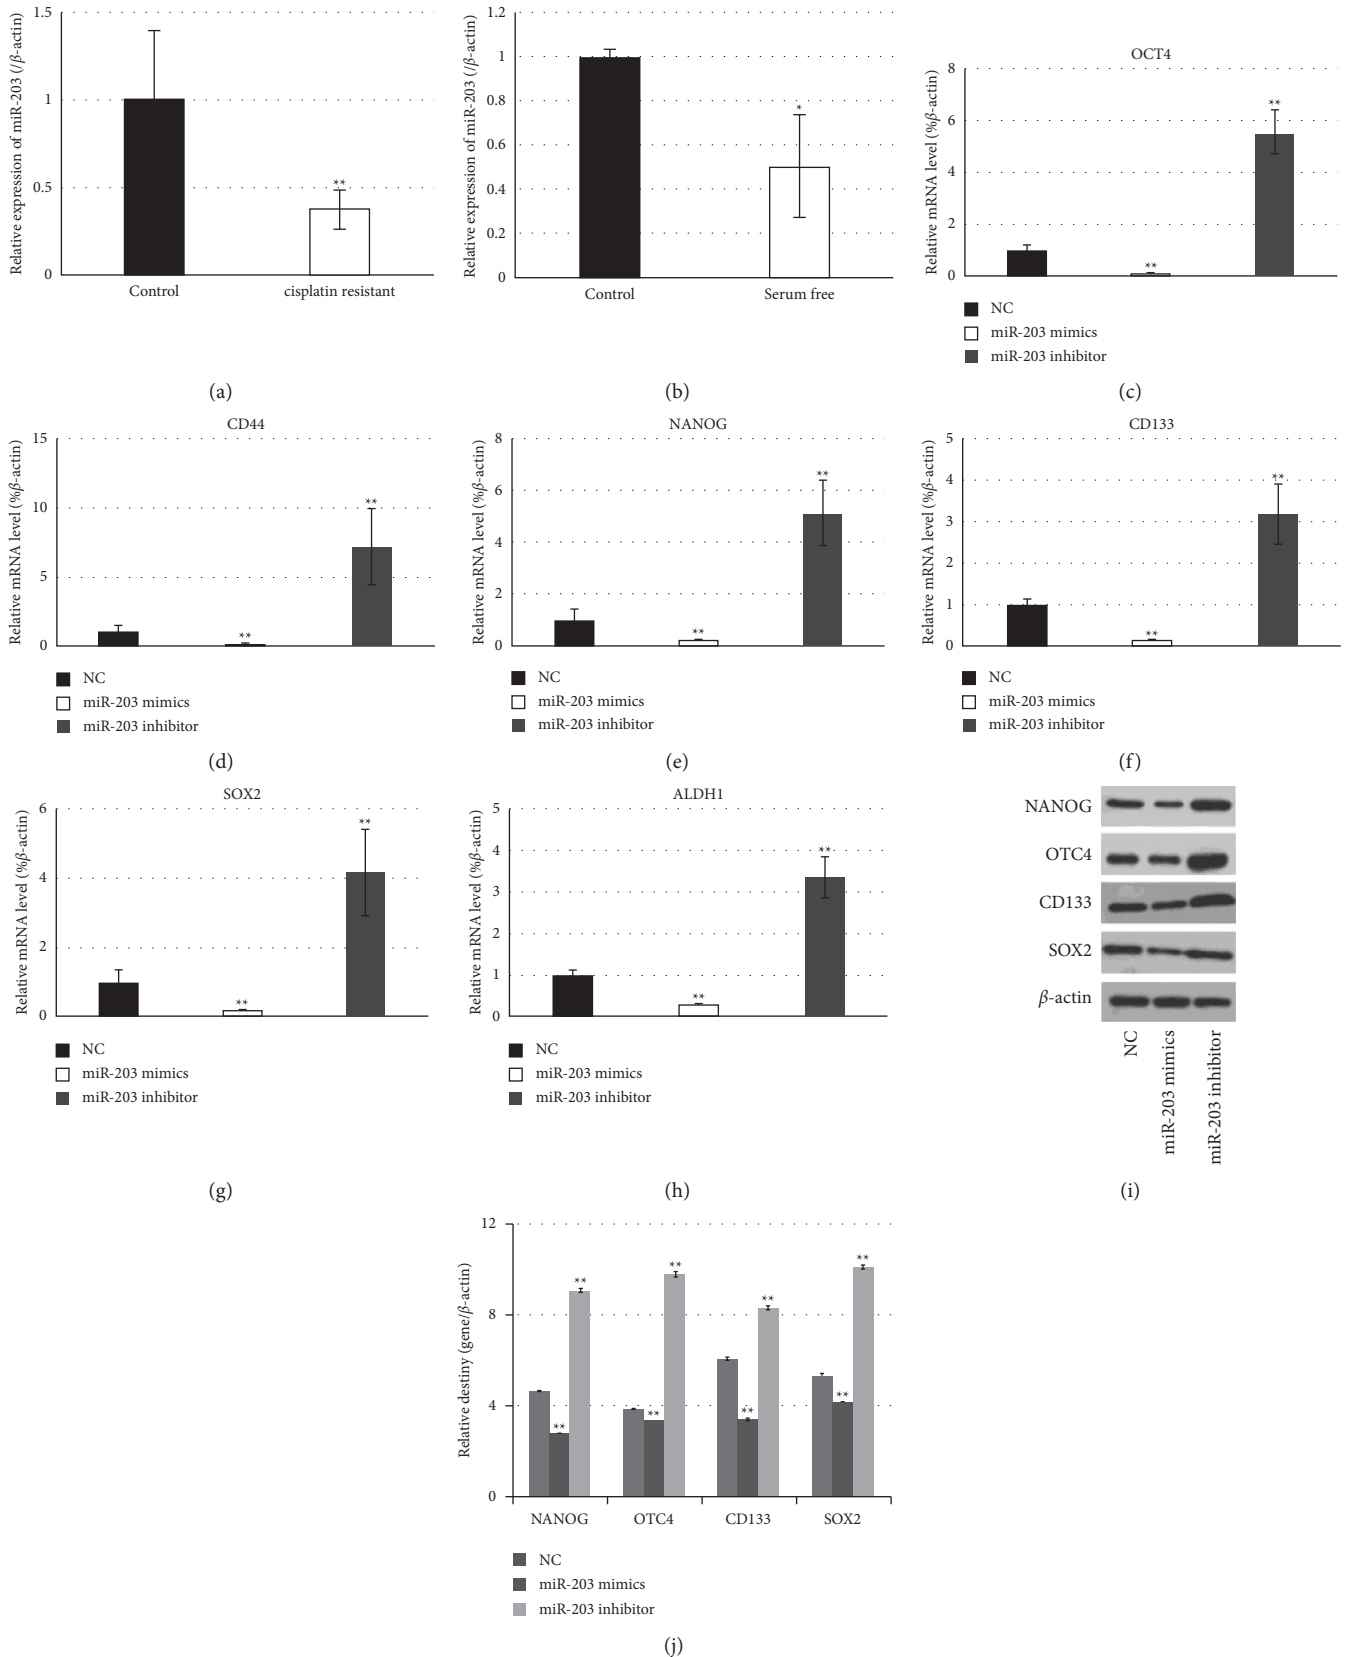 Relative expression of miR-203 (/β-actin)
1.5
1
0.5
0
**
Control
cisplatin resistant
(a)
Relative expression of miR-203 (/β-actin)
1.2
1
0.8
0.6
0.4
0.2
0
*
Control
Serum free
(b)
OCT4
Relative mRNA level (%β-actin)
8
6
4
2
0
**
**
NC
miR-203 mimics
miR-203 inhibitor
(c)
CD44
Relative mRNA level (%β-actin)
15
10
5
0
**
**
NC
miR-203 mimics
miR-203 inhibitor
(d)
NANOG
Relative mRNA level (%β-actin)
8
6
4
2
0
**
**
NC
miR-203 mimics
miR-203 inhibitor
(e)
CD133
Relative mRNA level (%β-actin)
5
4
3
2
1
0
**
**
NC
miR-203 mimics
miR-203 inhibitor
(f)
SOX2
Relative mRNA level (%β-actin)
6
4
2
0
**
**
NC
miR-203 mimics
miR-203 inhibitor
(g)
ALDH1
Relative mRNA level (%β-actin)
5
4
3
2
1
0
**
**
NC
miR-203 mimics
miR-203 inhibitor
(h)
NANOG
OTC4
CD133
SOX2
β-actin
NC
miR-203 mimics
miR-203 inhibitor
(i)
Relative destiny (gene/β-actin)
12
8
4
0
**
**
**
**
**
**
**
**
NANOG
OTC4
CD133
SOX2
NC
miR-203 mimics
miR-203 inhibitor
(j)